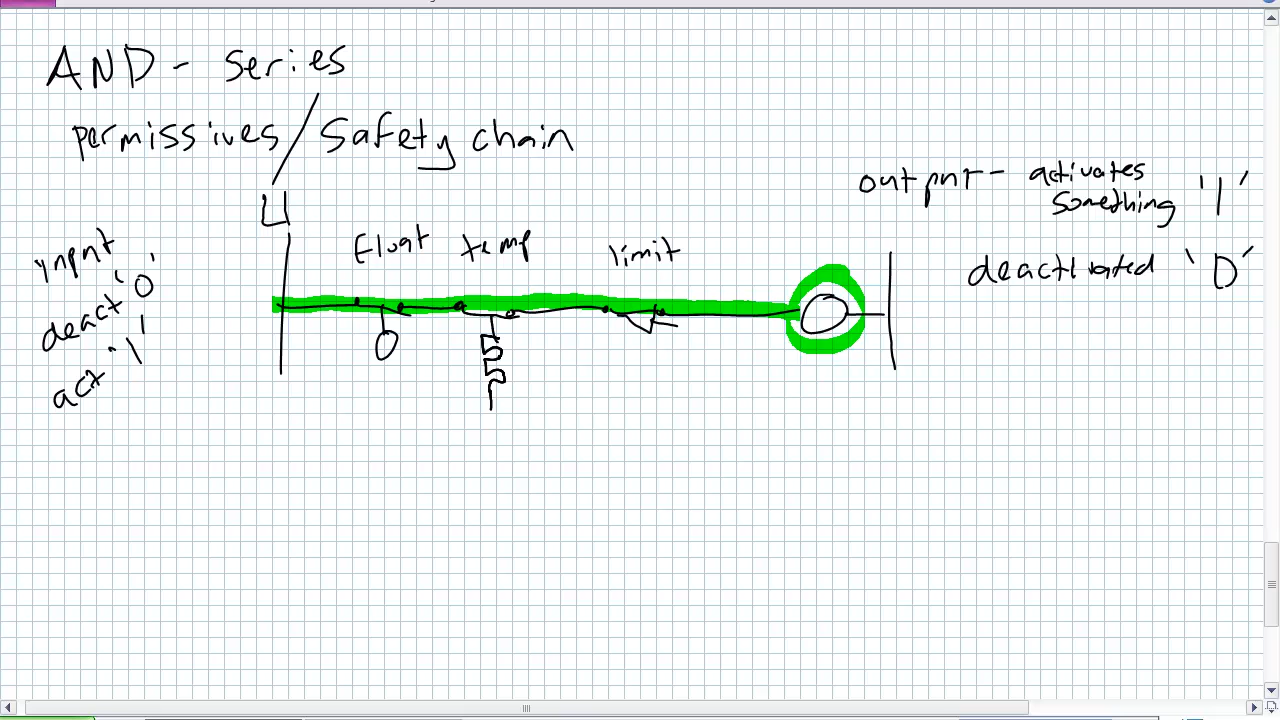 AND - series
permissives / safety chain
L1
output - activates
something '1'
deactivated '0'
input
deact '0'
act '1
float temp limit